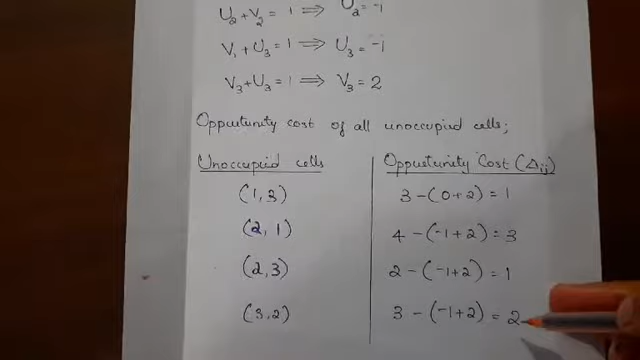 U₂ + V₂ = 1 ⟹ U₂ = -1
V₁ + U₃ = 1 ⟹ U₃ = -1
V₃ + U₃ = 1 ⟹ V₃ = 2
Oppurtunity cost of all unoccupied cells;
Unoccupied cells Oppurtunity Cost (Δij)
(1,3) 3 - (0+2) = 1
(2,1) 4 - (-1+2) = 3
(2,3) 2 - (-1+2) = 1
(3,2) 3 - (-1+2) = 2